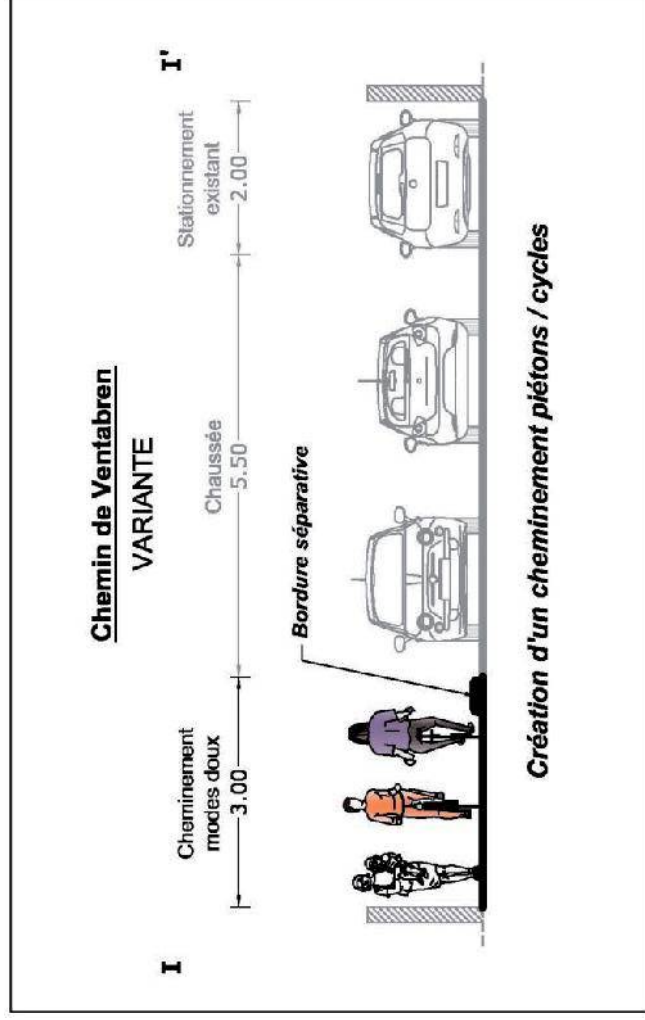 Chemin de Ventabren
VARIANTE
I
I'
Cheminement
modes doux
3.00
Chaussée
5.50
Stationnement
existant
2.00
Bordure séparative
Création d'un cheminement piétons / cycles